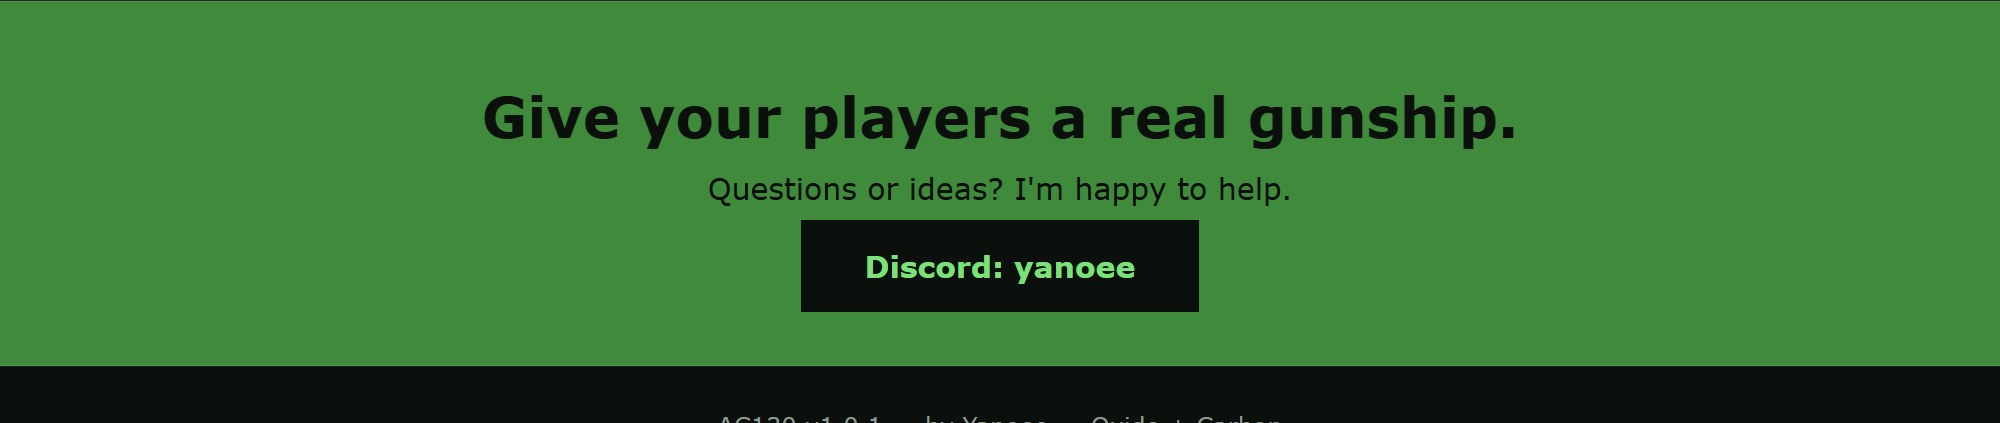 Give your players a real gunship.
Questions or ideas? I'm happy to help.
Discord: yanoee